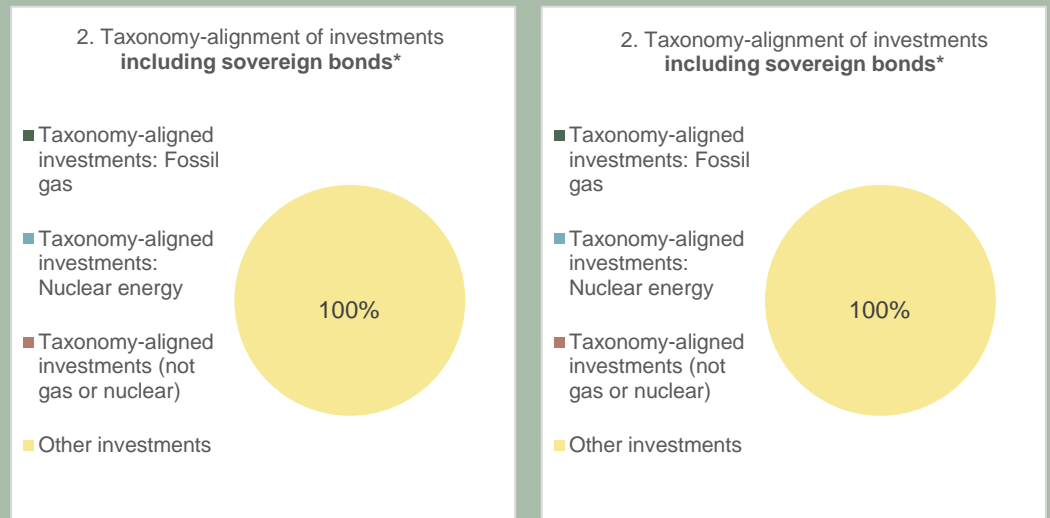 2. Taxonomy-alignment of investments
including sovereign bonds*
Taxonomy-aligned
investments: Fossil
gas
Taxonomy-aligned
investments:
Nuclear energy
Taxonomy-aligned
investments (not
gas or nuclear)
Other investments
100%
2. Taxonomy-alignment of investments
including sovereign bonds*
Taxonomy-aligned
investments: Fossil
gas
Taxonomy-aligned
investments:
Nuclear energy
Taxonomy-aligned
investments (not
gas or nuclear)
Other investments
100%